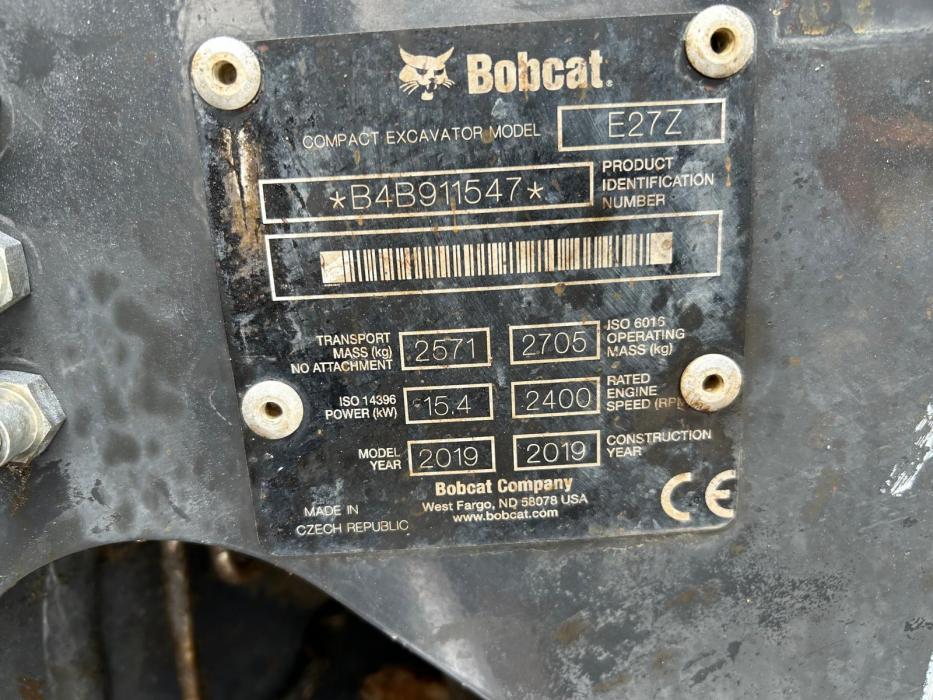 Bobcat.
COMPACT EXCAVATOR MODEL E27Z
*B4B911547* PRODUCT IDENTIFICATION NUMBER
TRANSPORT MASS (kg) NO ATTACHMENT 2571 2705 ISO 6015 OPERATING MASS (kg)
ISO 14396 POWER (kW) 15.4 2400 RATED ENGINE SPEED (RPM
MODEL YEAR 2019 2019 CONSTRUCTION YEAR
Bobcat Company
West Fargo, ND 58078 USA
www.bobcat.com
MADE IN
CZECH REPUBLIC
CE